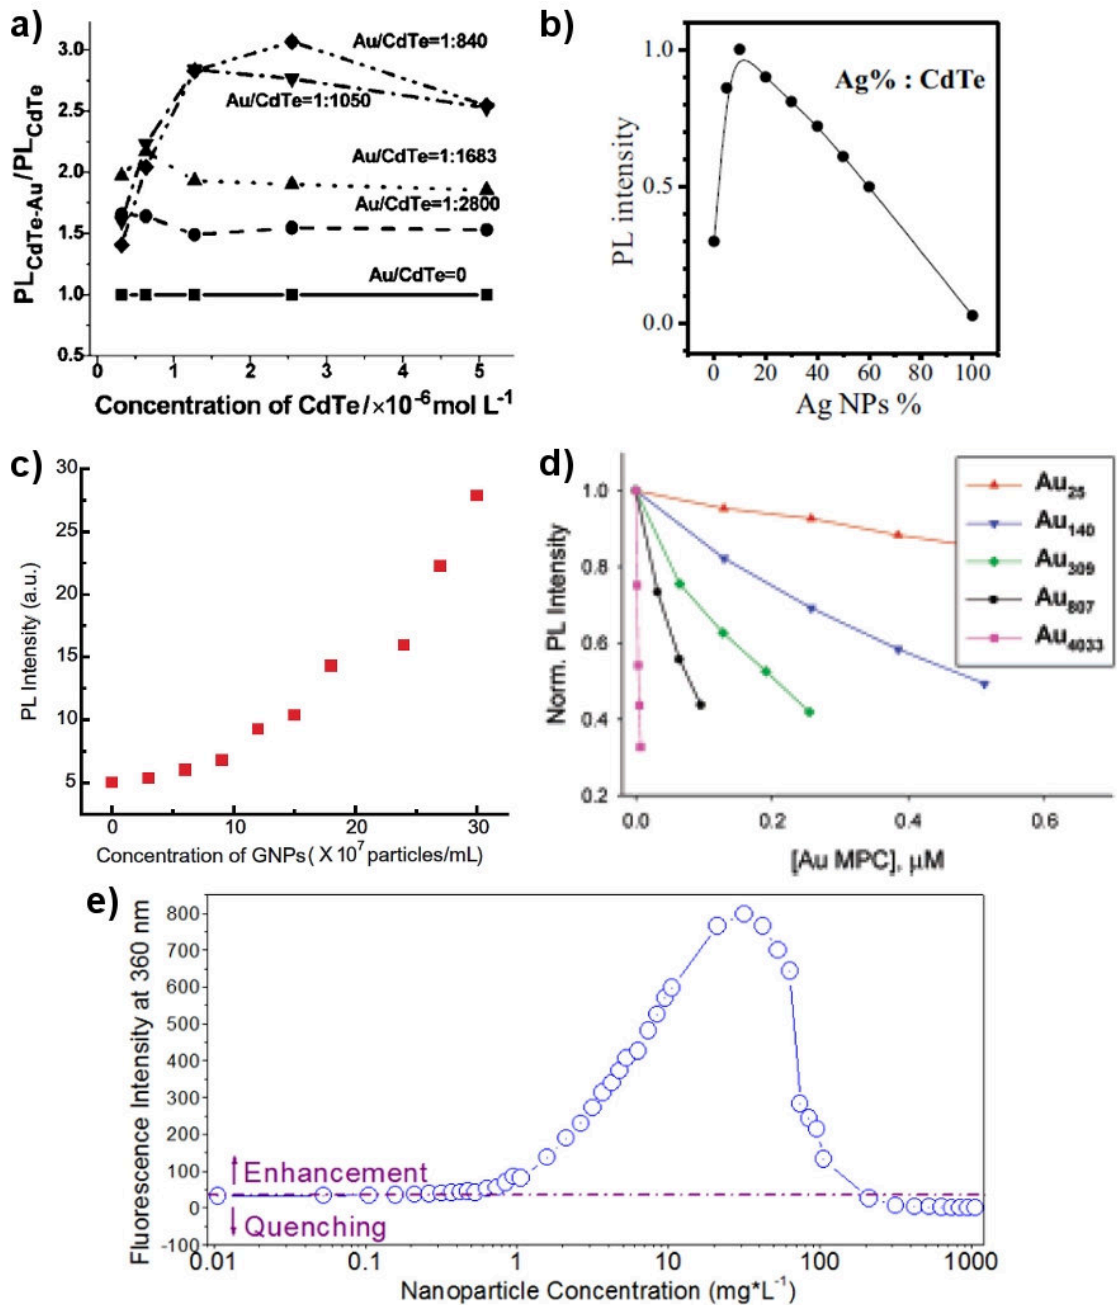 a)
PL_CdTe-Au/PL_CdTe
3.0
2.5
2.0
1.5
1.0
0.5
Au/CdTe=1:840
Au/CdTe=1:1050
Au/CdTe=1:1683
Au/CdTe=1:2800
Au/CdTe=0
0 1 2 3 4 5
Concentration of CdTe/×10⁻⁶ mol L⁻¹
b)
PL intensity
1.0
0.5
0.0
Ag% : CdTe
0 20 40 60 80 100
Ag NPs %
c)
PL Intensity (a.u.)
30
25
20
15
10
5
0 10 20 30
Concentration of GNPs( X 10⁷ particles/mL)
d)
Norm. PL Intensity
1.0
0.8
0.6
0.4
0.2
Au₂₅
Au₁₄₀
Au₃₀₉
Au₈₀₇
Au₄₀₃₃
0.0 0.2 0.4 0.6
[Au MPC], μM
e)
Fluorescence Intensity at 360 nm
800
700
600
500
400
300
200
100
0
-100
Enhancement
Quenching
0.01 0.1 1 10 100 1000
Nanoparticle Concentration (mg*L⁻¹)